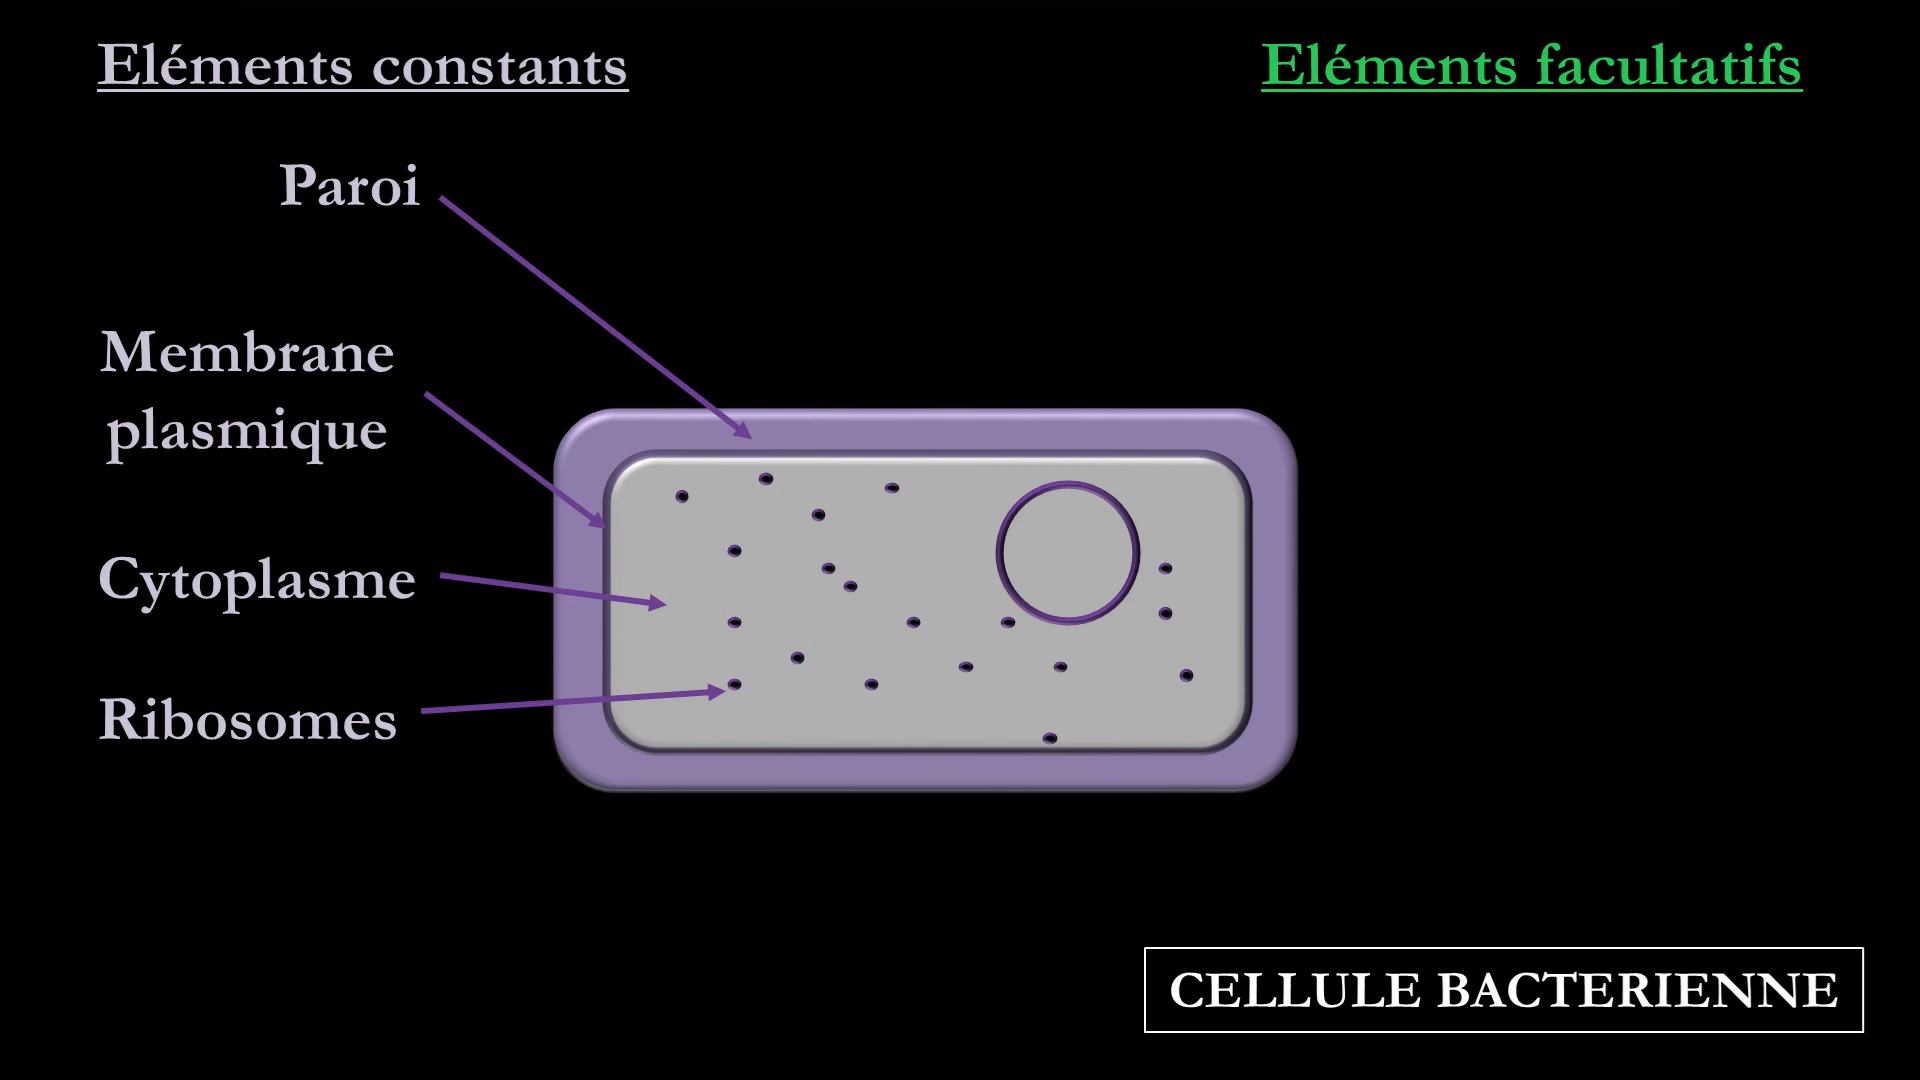 Eléments constants
Eléments facultatifs
Paroi
Membrane
plasmique
Cytoplasme
Ribosomes
CELLULE BACTERIENNE